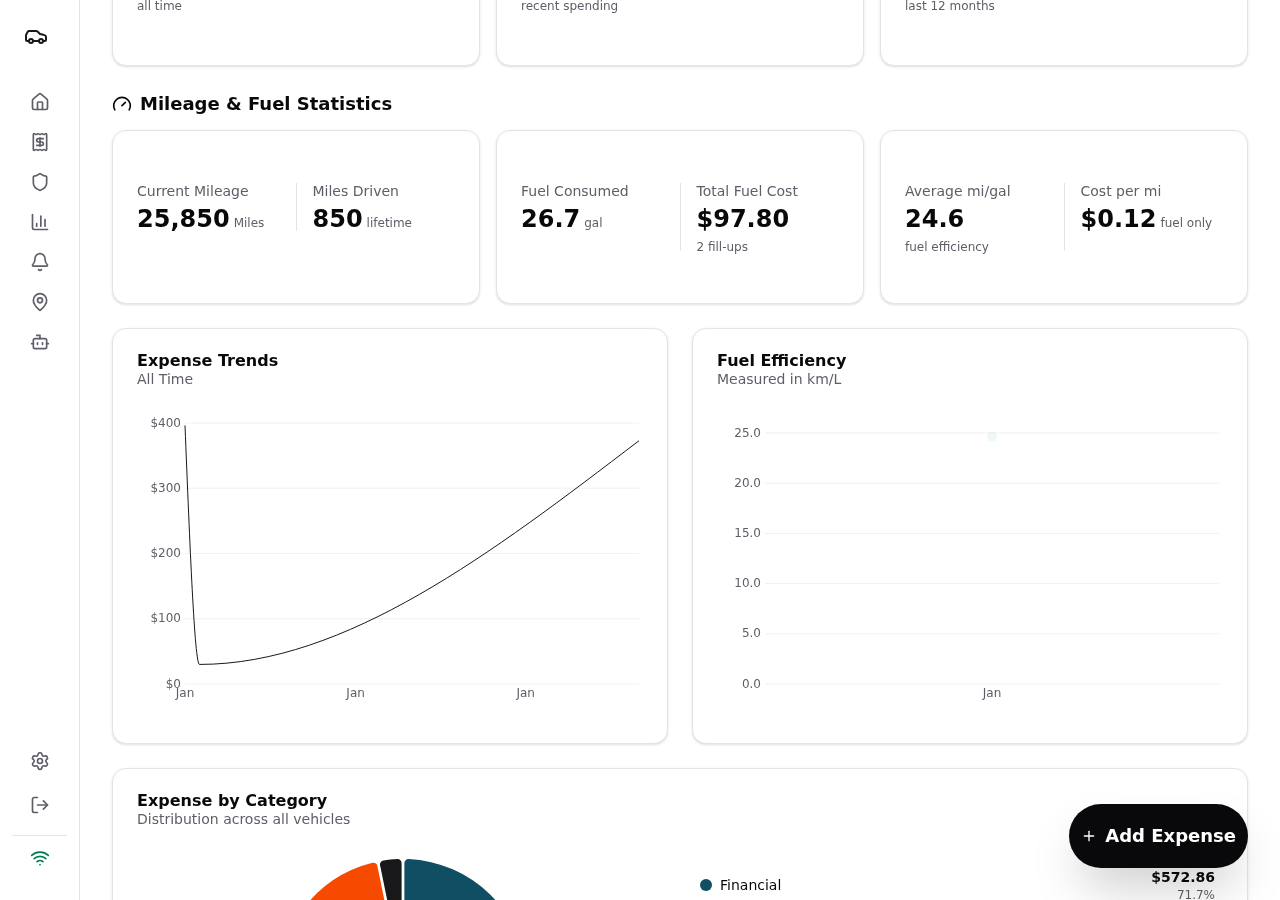 all time
recent spending
last 12 months
Mileage & Fuel Statistics
Current Mileage
25,850 Miles
Miles Driven
850 lifetime
Fuel Consumed
26.7 gal
Total Fuel Cost
$97.80
2 fill-ups
Average mi/gal
24.6
fuel efficiency
Cost per mi
$0.12 fuel only
Expense Trends
All Time
$400
$300
$200
$100
$0
Jan
Jan
Jan
Fuel Efficiency
Measured in km/L
25.0
20.0
15.0
10.0
5.0
0.0
Jan
Expense by Category
Distribution across all vehicles
Financial
$572.86
71.7%
+ Add Expense